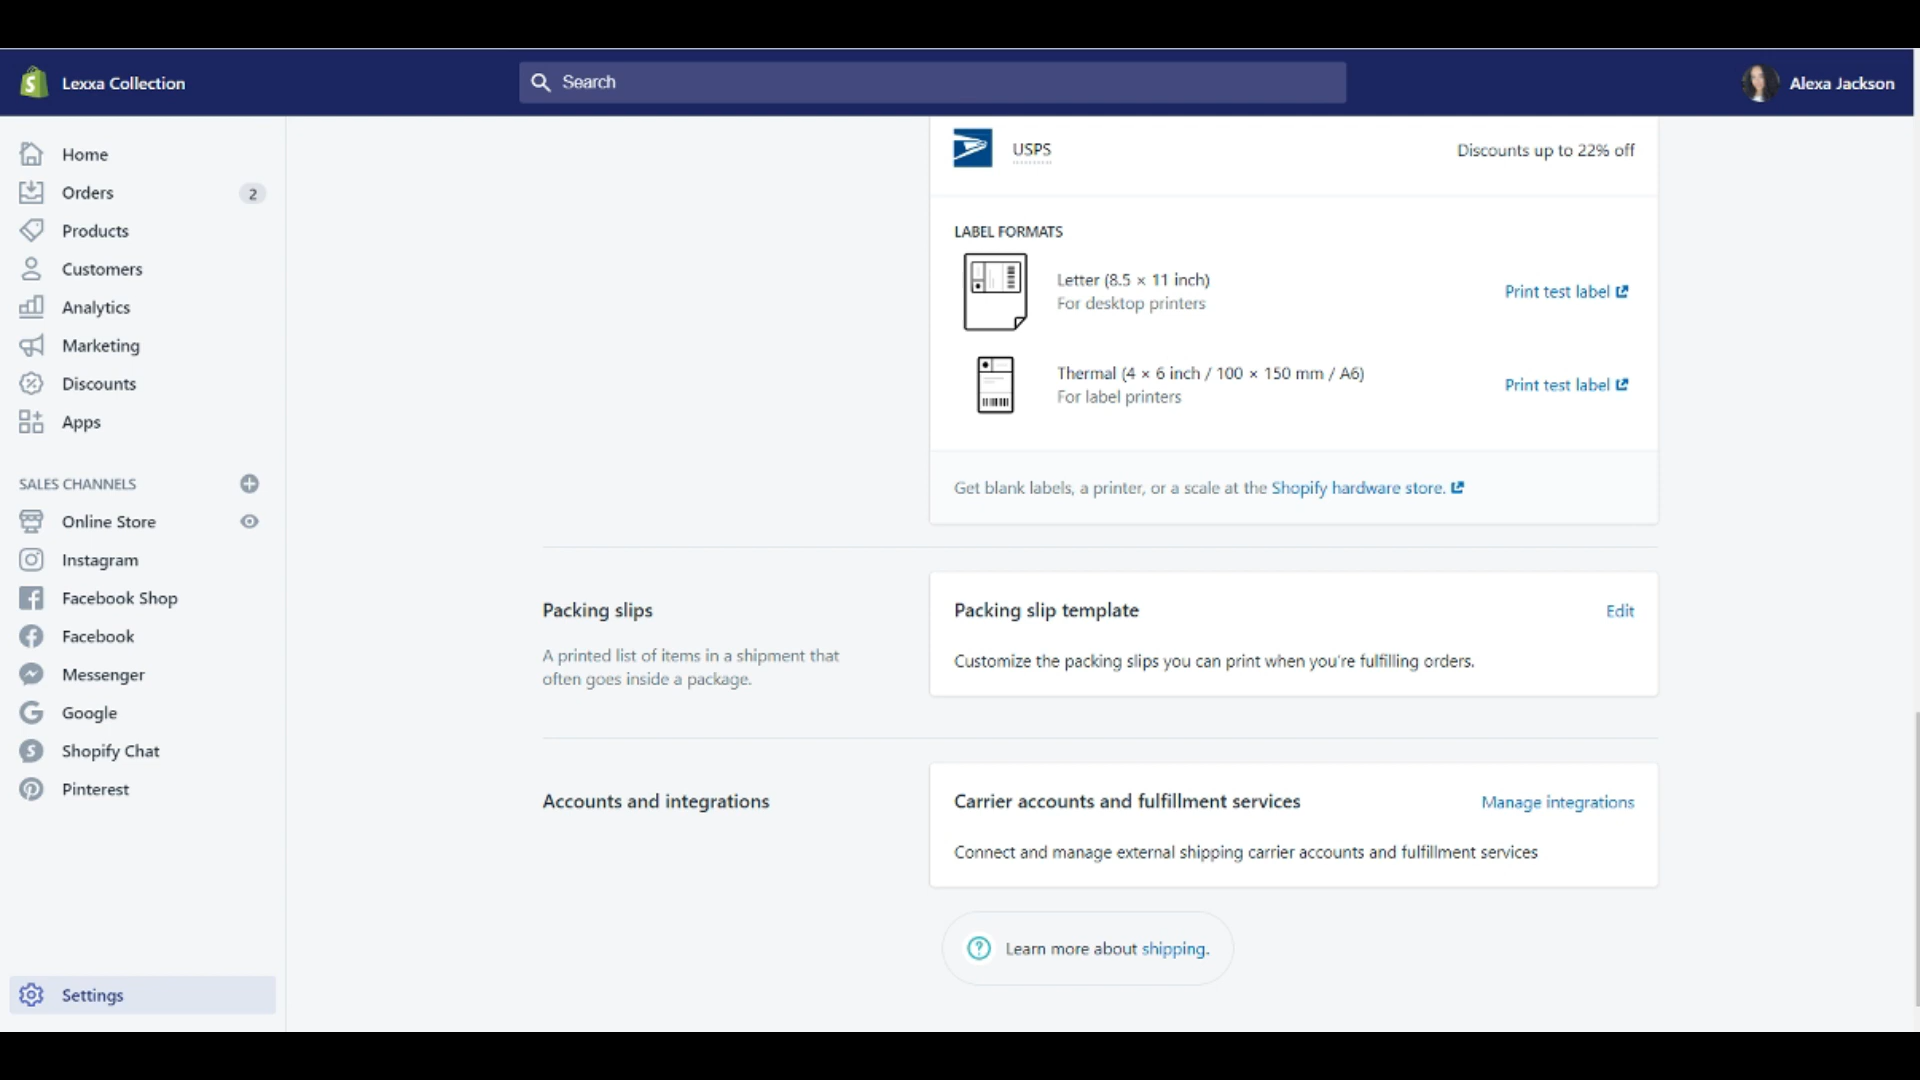 Lexxa Collection
Search
Alexa Jackson
Home
Orders 2
Products
Customers
Analytics
Marketing
Discounts
Apps
SALES CHANNELS
Online Store
Instagram
Facebook Shop
Facebook
Messenger
Google
Shopify Chat
Pinterest
Settings
USPS
Discounts up to 22% off
LABEL FORMATS
Letter (8.5 × 11 inch)
For desktop printers
Print test label
Thermal (4 × 6 inch / 100 × 150 mm / A6)
For label printers
Print test label
Get blank labels, a printer, or a scale at the Shopify hardware store.
Packing slips
A printed list of items in a shipment that
often goes inside a package.
Packing slip template
Edit
Customize the packing slips you can print when you're fulfilling orders.
Accounts and integrations
Carrier accounts and fulfillment services
Manage integrations
Connect and manage external shipping carrier accounts and fulfillment services
Learn more about shipping.